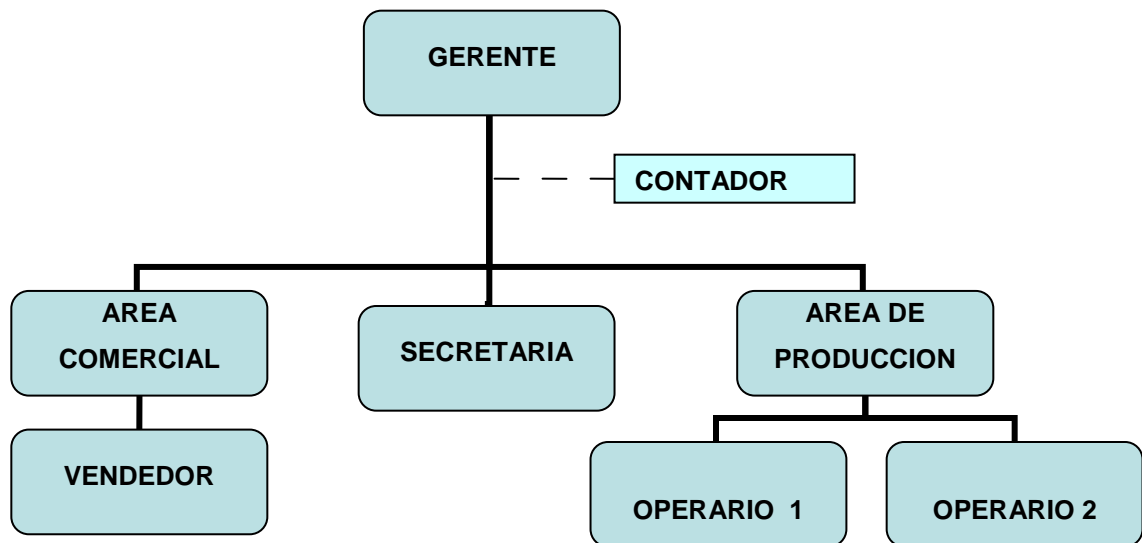 GERENTE
CONTADOR
AREA
COMERCIAL
SECRETARIA
AREA DE
PRODUCCION
VENDEDOR
OPERARIO 1
OPERARIO 2